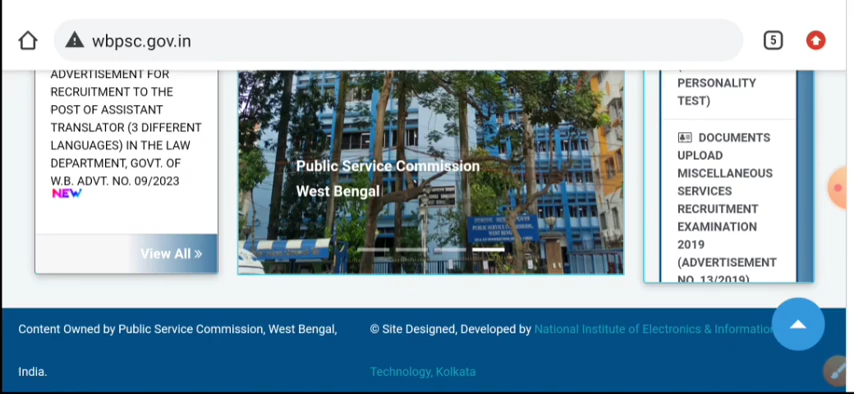 wbpsc.gov.in
5
ADVERTISEMENT FOR
RECRUITMENT TO THE
POST OF ASSISTANT
TRANSLATOR (3 DIFFERENT
LANGUAGES) IN THE LAW
DEPARTMENT, GOVT. OF
W.B. ADVT. NO. 09/2023
NEW
View All »
Public Service Commission
West Bengal
PERSONALITY
TEST)
DOCUMENTS
UPLOAD
MISCELLANEOUS
SERVICES
RECRUITMENT
EXAMINATION
2019
(ADVERTISEMENT
NO. 13/2019)
Content Owned by Public Service Commission, West Bengal,
India.
© Site Designed, Developed by National Institute of Electronics & Information
Technology, Kolkata